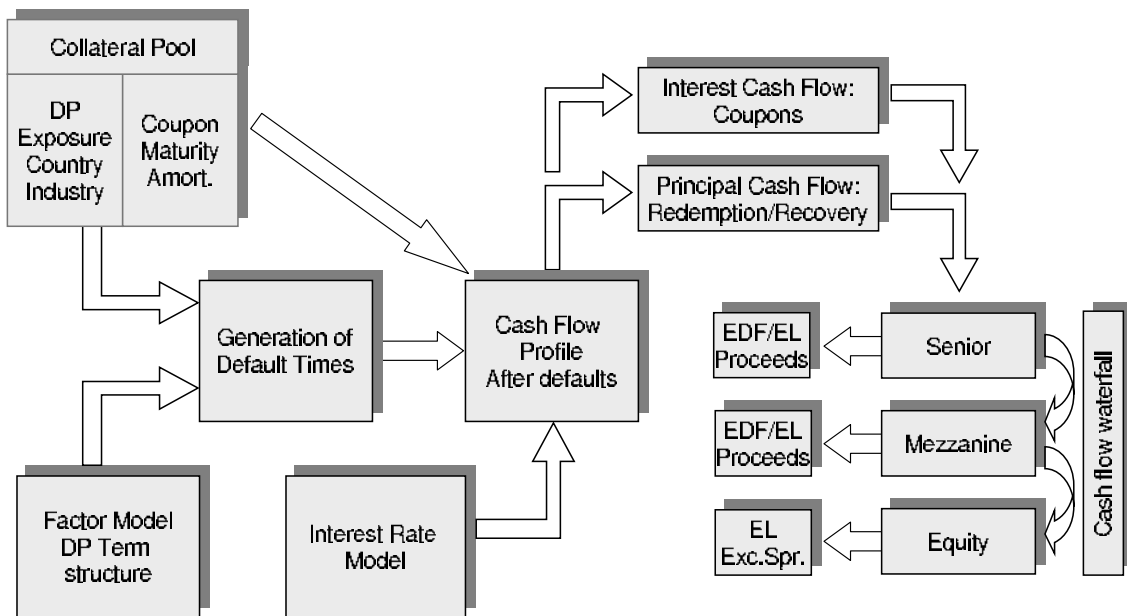 Collateral Pool
DP
Exposure
Country
Industry
Coupon
Maturity
Amort.
Interest Cash Flow:
Coupons
Principal Cash Flow:
Redemption/Recovery
Generation of
Default Times
Cash Flow
Profile
After defaults
Factor Model
DP Term
structure
Interest Rate
Model
EDF/EL
Proceeds
Senior
EDF/EL
Proceeds
Mezzanine
EL
Exc.Spr.
Equity
Cash flow waterfall